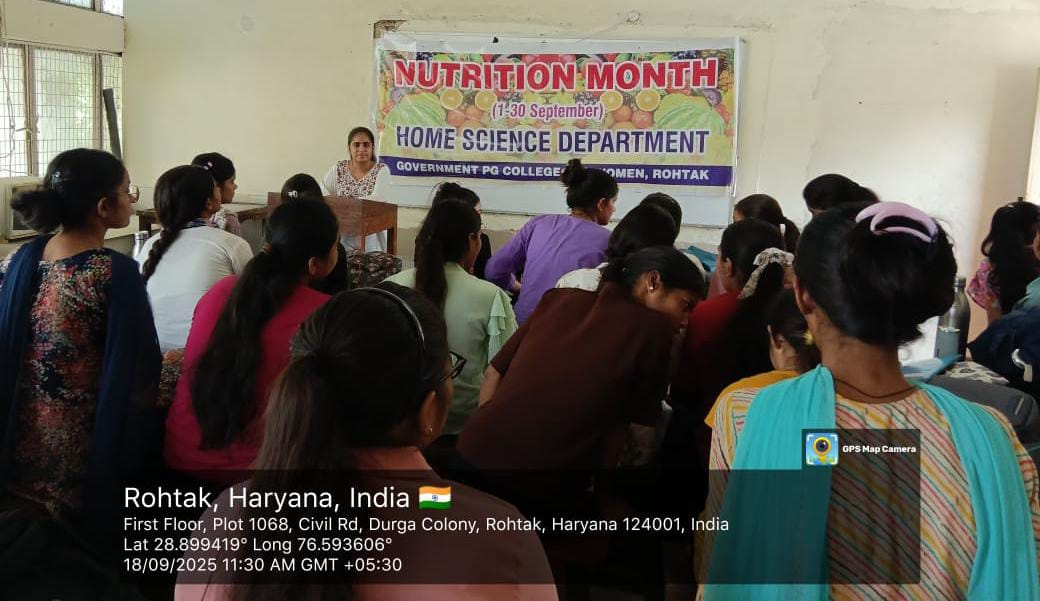 NUTRITION MONTH
(1-30 September)
HOME SCIENCE DEPARTMENT
GOVERNMENT PG COLLEGE WOMEN, ROHTAK
GPS Map Camera
Rohtak, Haryana, India
First Floor, Plot 1068, Civil Rd, Durga Colony, Rohtak, Haryana 124001, India
Lat 28.899419° Long 76.593606°
18/09/2025 11:30 AM GMT +05:30